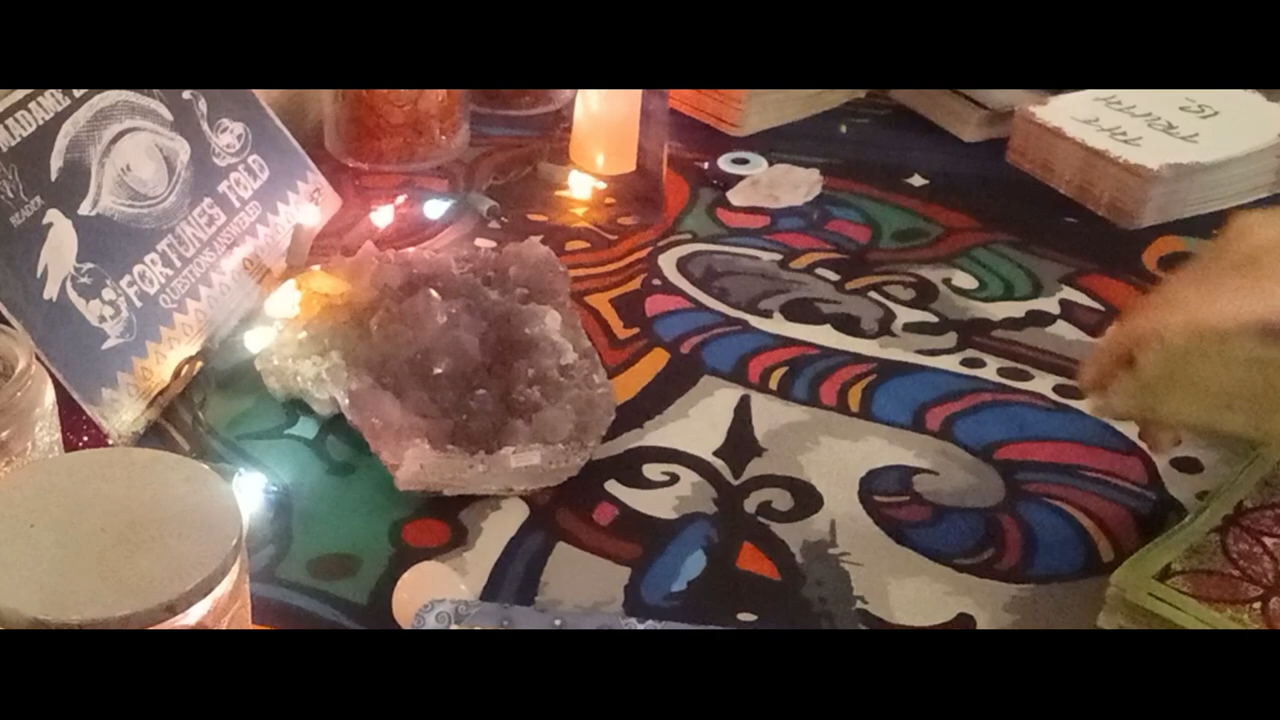 MADAME
READER
FORTUNES TOLD
QUESTIONS ANSWERED
THE
TRUTH
IS